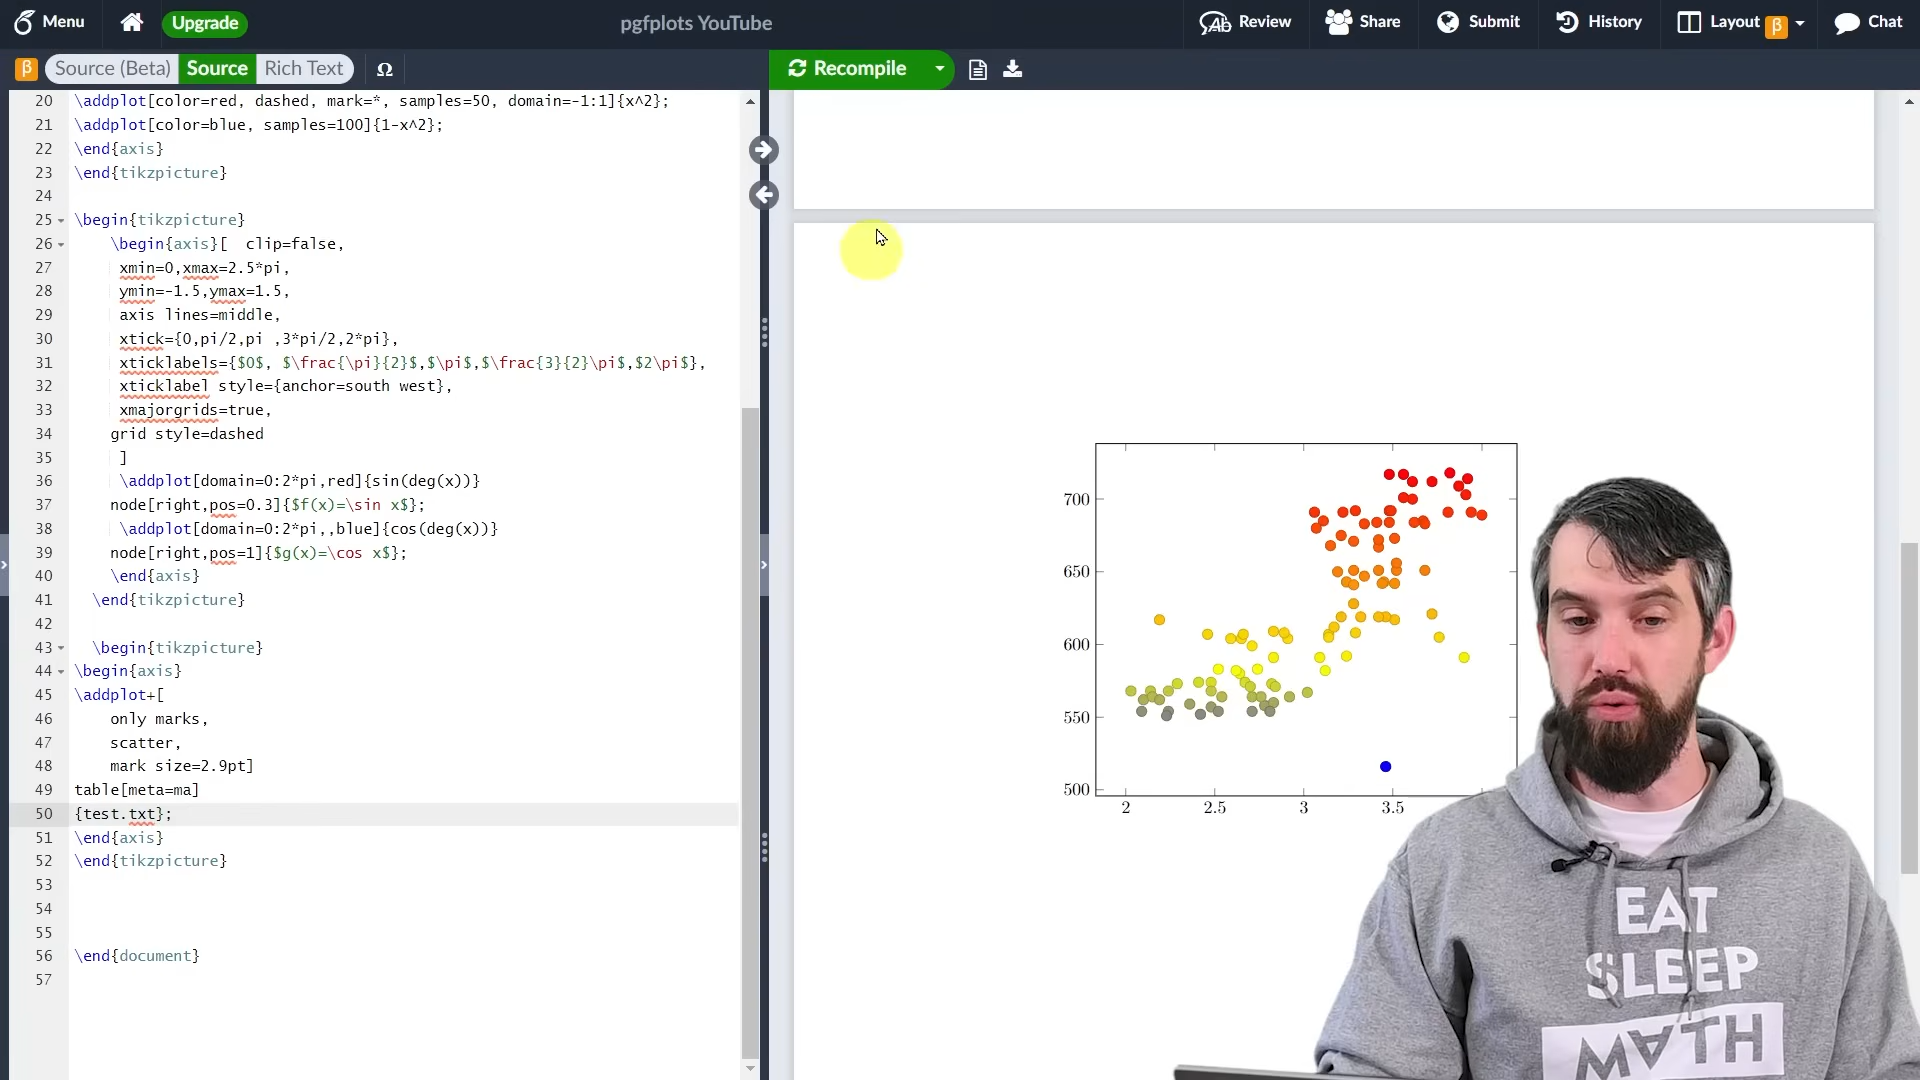 Menu
Upgrade
pgfplots YouTube
Review
Share
Submit
History
Layout β
Chat
β
Source (Beta)
Source
Rich Text
Ω
Recompile
20 \addplot[color=red, dashed, mark=*, samples=50, domain=-1:1]{x^2};
21 \addplot[color=blue, samples=100]{1-x^2};
22 \end{axis}
23 \end{tikzpicture}
24
25 \begin{tikzpicture}
26 \begin{axis}[ clip=false,
27 xmin=0,xmax=2.5*pi,
28 ymin=-1.5,ymax=1.5,
29 axis lines=middle,
30 xtick={0,pi/2,pi ,3*pi/2,2*pi},
31 xticklabels={$0$, $\frac{\pi}{2}$,$\pi$,$\frac{3}{2}\pi$,$2\pi$},
32 xticklabel style={anchor=south west},
33 xmajorgrids=true,
34 grid style=dashed
35 ]
36 \addplot[domain=0:2*pi,red]{sin(deg(x))}
37 node[right,pos=0.3]{$f(x)=\sin x$};
38 \addplot[domain=0:2*pi,,blue]{cos(deg(x))}
39 node[right,pos=1]{$g(x)=\cos x$};
40 \end{axis}
41 \end{tikzpicture}
42
43 \begin{tikzpicture}
44 \begin{axis}
45 \addplot+[
46 only marks,
47 scatter,
48 mark size=2.9pt]
49 table[meta=ma]
50 {test.txt};
51 \end{axis}
52 \end{tikzpicture}
53
54
55
56 \end{document}
57
700
650
600
550
500
2 2.5 3 3.5
EAT
SLEEP
MATH